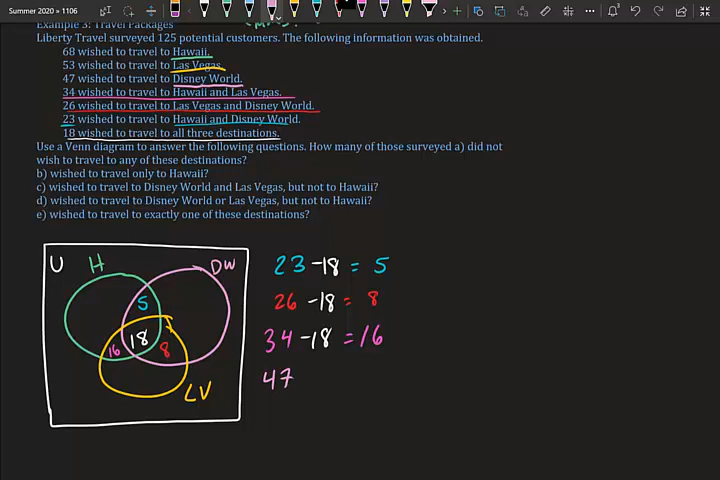 Summer 2020 » 1106
Example 3: Travel Packages
Liberty Travel surveyed 125 potential customers. The following information was obtained.
68 wished to travel to Hawaii.
53 wished to travel to Las Vegas.
47 wished to travel to Disney World.
34 wished to travel to Hawaii and Las Vegas.
26 wished to travel to Las Vegas and Disney World.
23 wished to travel to Hawaii and Disney World.
18 wished to travel to all three destinations.
Use a Venn diagram to answer the following questions. How many of those surveyed a) did not
wish to travel to any of these destinations?
b) wished to travel only to Hawaii?
c) wished to travel to Disney World and Las Vegas, but not to Hawaii?
d) wished to travel to Disney World or Las Vegas, but not to Hawaii?
e) wished to travel to exactly one of these destinations?
U H DW
5
18
16 8
LV
23 -18 = 5
26 -18 = 8
34 -18 = 16
47